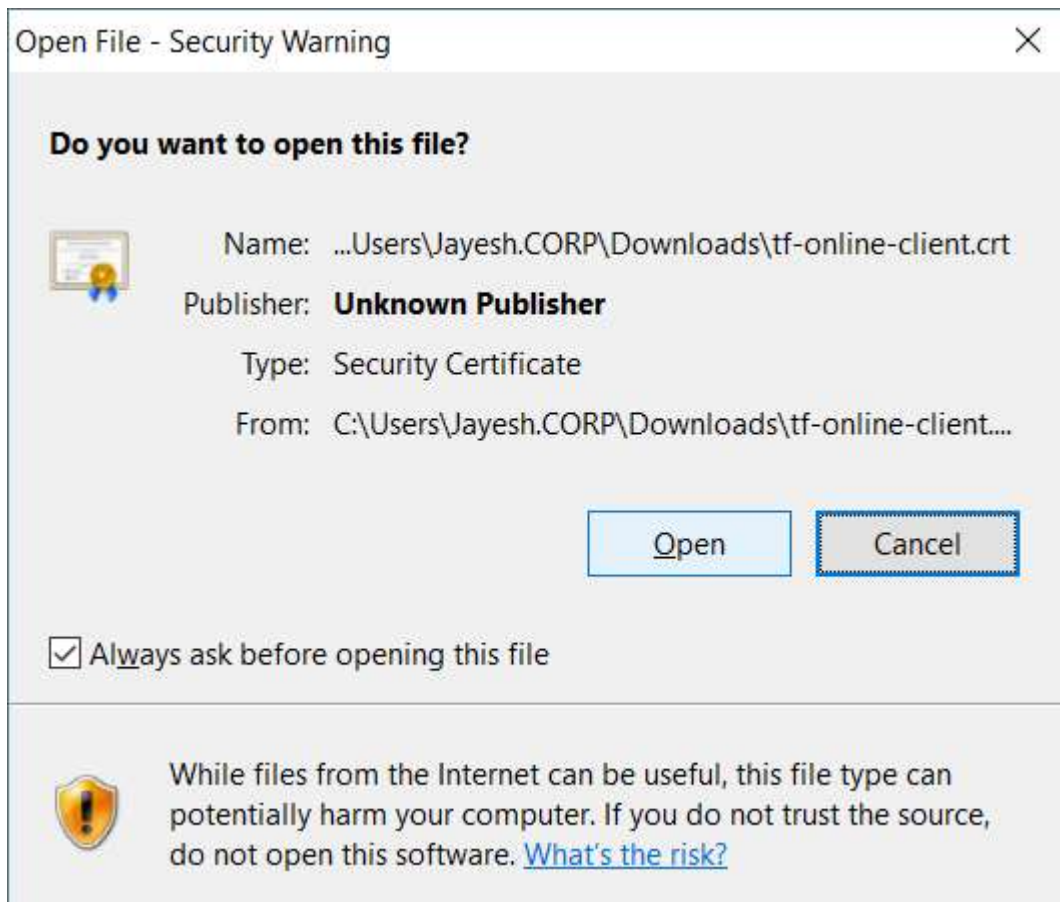 Open File - Security Warning
Do you want to open this file?
Name: ...Users\Jayesh.CORP\Downloads\tf-online-client.crt
Publisher: Unknown Publisher
Type: Security Certificate
From: C:\Users\Jayesh.CORP\Downloads\tf-online-client....
Open Cancel
Always ask before opening this file
While files from the Internet can be useful, this file type can
potentially harm your computer. If you do not trust the source,
do not open this software. What's the risk?